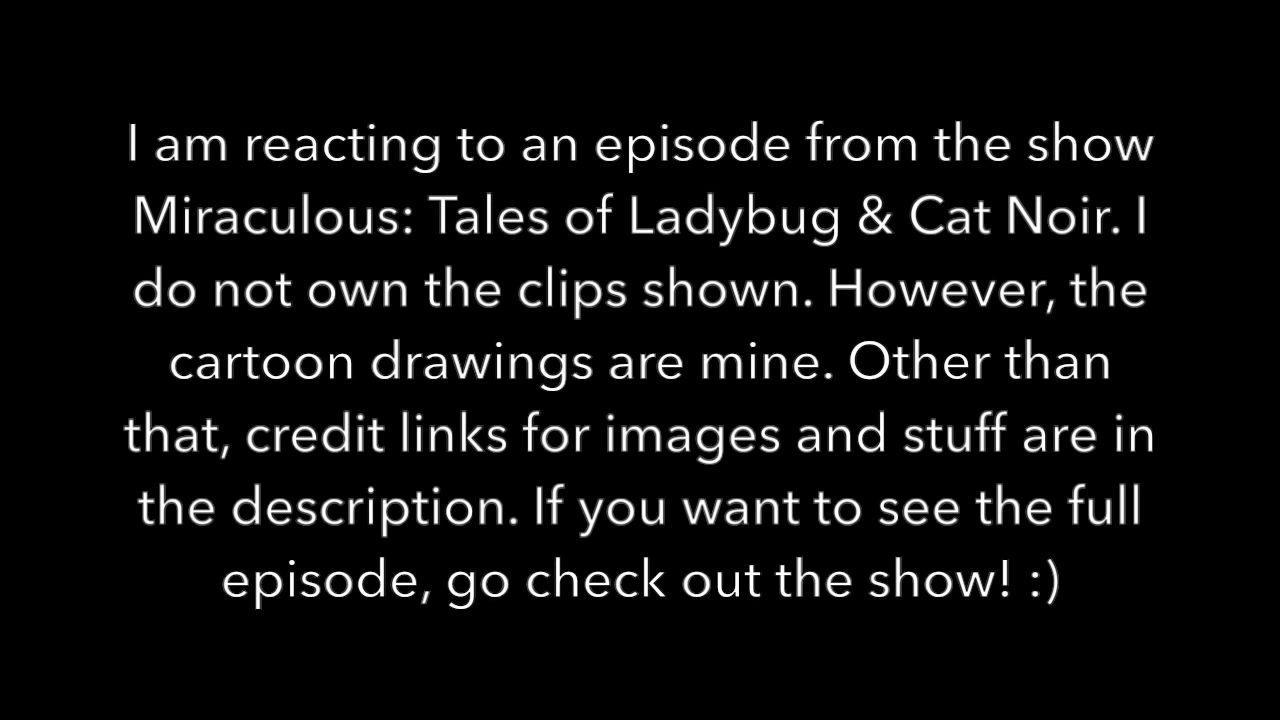 I am reacting to an episode from the show
Miraculous: Tales of Ladybug & Cat Noir. I
do not own the clips shown. However, the
cartoon drawings are mine. Other than
that, credit links for images and stuff are in
the description. If you want to see the full
episode, go check out the show! :)